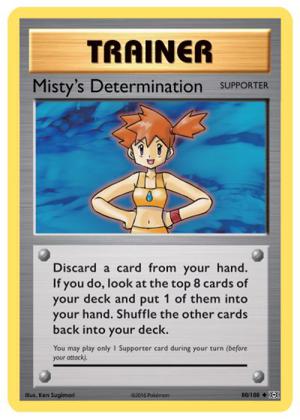 TRAINER
Misty's Determination SUPPORTER
Discard a card from your hand.
If you do, look at the top 8 cards of
your deck and put 1 of them into
your hand. Shuffle the other cards
back into your deck.
You may play only 1 Supporter card during your turn (before
your attack).
Illus. Ken Sugimori ©2016 Pokémon 80/108